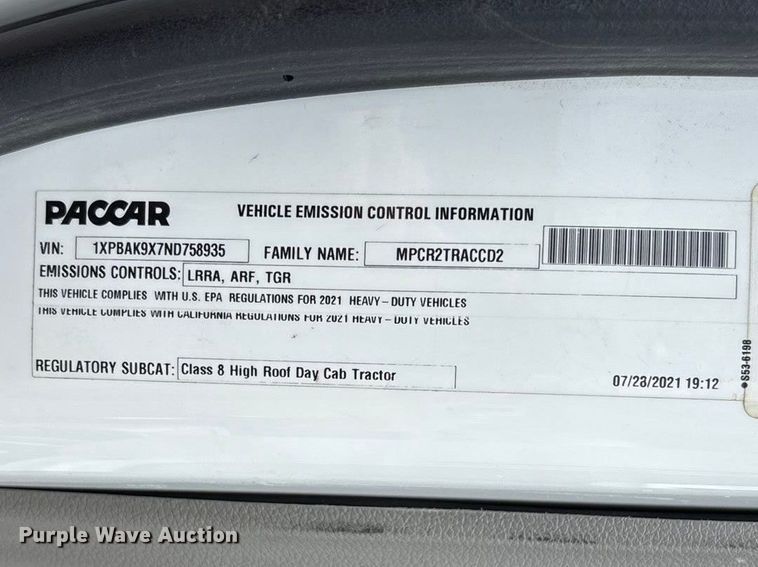 PACCAR VEHICLE EMISSION CONTROL INFORMATION
VIN: 1XPBAK9X7ND758935 FAMILY NAME: MPCR2TRACCD2
EMISSIONS CONTROLS: LRRA, ARF, TGR
THIS VEHICLE COMPLIES WITH U.S. EPA REGULATIONS FOR 2021 HEAVY-DUTY VEHICLES
THIS VEHICLE COMPLIES WITH CALIFORNIA REGULATIONS FOR 2021 HEAVY-DUTY VEHICLES
REGULATORY SUBCAT: Class 8 High Roof Day Cab Tractor
07/23/2021 19:12
S53-6198
Purple Wave Auction